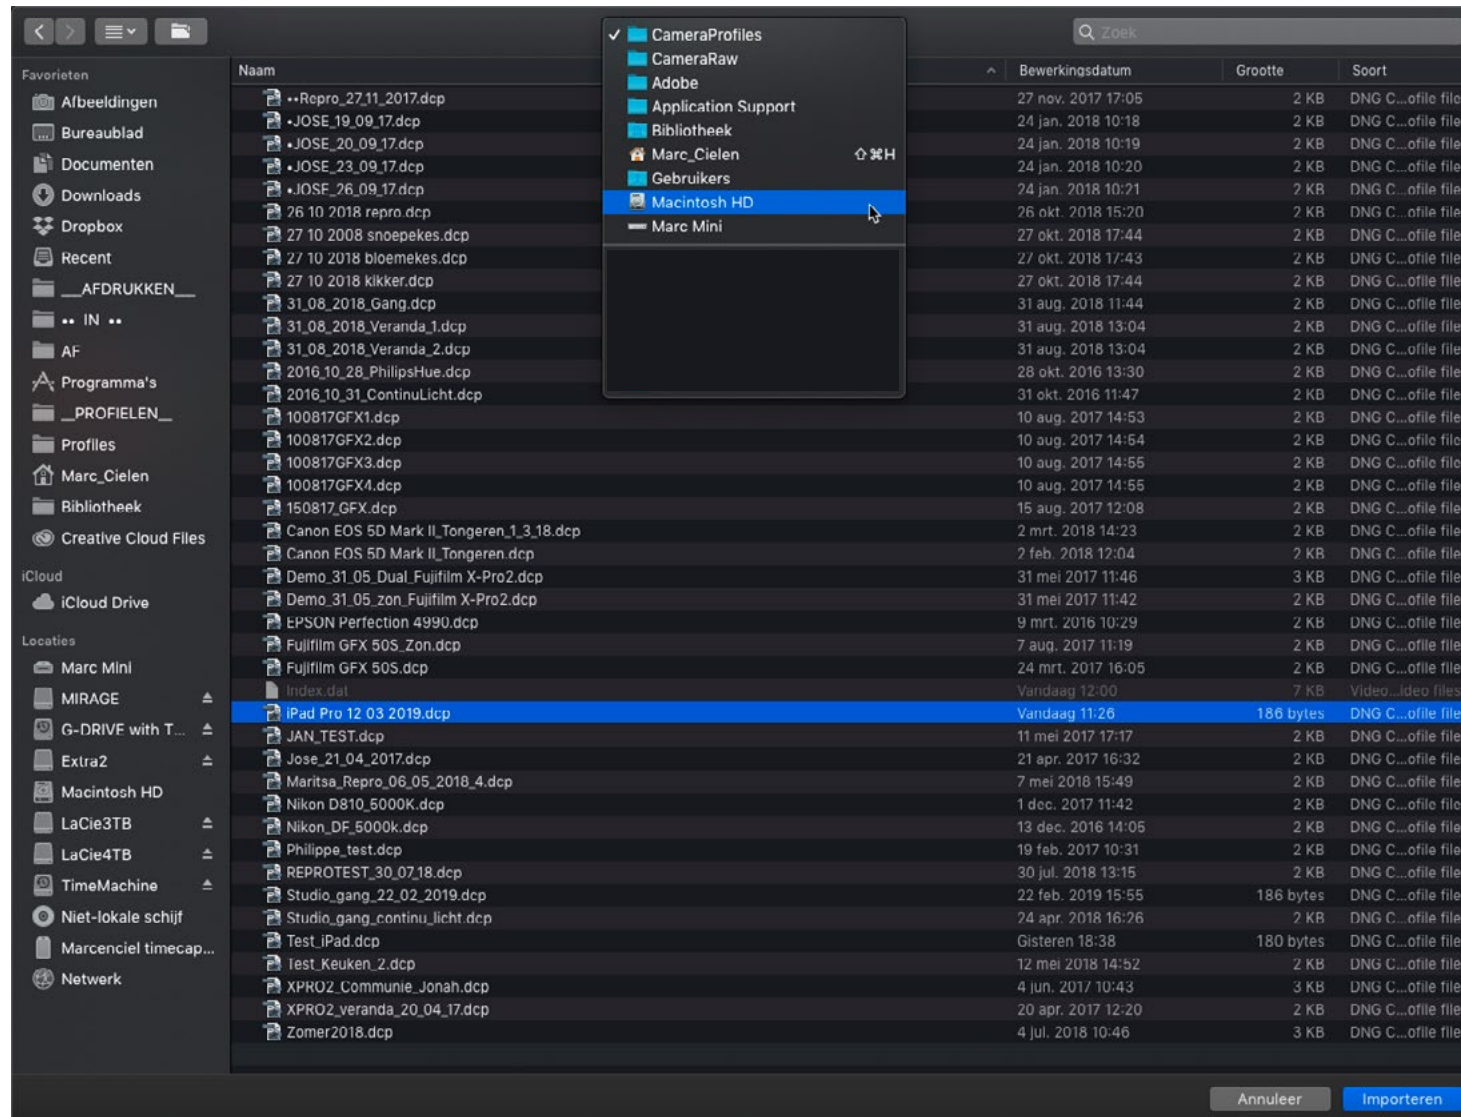 CameraProfiles
CameraRaw
Adobe
Application Support
Bibliotheek
Marc_Cielen ⇧⌘H
Gebruikers
Macintosh HD
Marc Mini
Zoek
Favorieten
Afbeeldingen
Bureaublad
Documenten
Downloads
Dropbox
Recent
__AFDRUKKEN__
•• IN ••
AF
Programma's
_PROFIELEN_
Profiles
Marc_Cielen
Bibliotheek
Creative Cloud Files
iCloud
iCloud Drive
Locaties
Marc Mini
MIRAGE
G-DRIVE with T...
Extra2
Macintosh HD
LaCie3TB
LaCie4TB
TimeMachine
Niet-lokale schijf
Marcenciel timecap...
Netwerk
Naam Bewerkingsdatum Grootte Soort
••Repro_27_11_2017.dcp 27 nov. 2017 17:05 2 KB DNG C...ofile file
•JOSE_19_09_17.dcp 24 jan. 2018 10:18 2 KB DNG C...ofile file
•JOSE_20_09_17.dcp 24 jan. 2018 10:19 2 KB DNG C...ofile file
•JOSE_23_09_17.dcp 24 jan. 2018 10:20 2 KB DNG C...ofile file
•JOSE_26_09_17.dcp 24 jan. 2018 10:21 2 KB DNG C...ofile file
26 10 2018 repro.dcp 26 okt. 2018 15:20 2 KB DNG C...ofile file
27 10 2008 snoepekes.dcp 27 okt. 2018 17:44 2 KB DNG C...ofile file
27 10 2018 bloemekes.dcp 27 okt. 2018 17:43 2 KB DNG C...ofile file
27 10 2018 kikker.dcp 27 okt. 2018 17:44 2 KB DNG C...ofile file
31_08_2018_Gang.dcp 31 aug. 2018 11:44 2 KB DNG C...ofile file
31_08_2018_Veranda_1.dcp 31 aug. 2018 13:04 2 KB DNG C...ofile file
31_08_2018_Veranda_2.dcp 31 aug. 2018 13:04 2 KB DNG C...ofile file
2016_10_28_PhilipsHue.dcp 28 okt. 2016 13:30 2 KB DNG C...ofile file
2016_10_31_ContinuLicht.dcp 31 okt. 2016 11:47 2 KB DNG C...ofile file
100817GFX1.dcp 10 aug. 2017 14:53 2 KB DNG C...ofile file
100817GFX2.dcp 10 aug. 2017 14:54 2 KB DNG C...ofile file
100817GFX3.dcp 10 aug. 2017 14:55 2 KB DNG C...ofile file
100817GFX4.dcp 10 aug. 2017 14:55 2 KB DNG C...ofile file
150817_GFX.dcp 15 aug. 2017 12:08 2 KB DNG C...ofile file
Canon EOS 5D Mark II_Tongeren_1_3_18.dcp 2 mrt. 2018 14:23 2 KB DNG C...ofile file
Canon EOS 5D Mark II_Tongeren.dcp 2 feb. 2018 12:04 2 KB DNG C...ofile file
Demo_31_05_Dual_Fujifilm X-Pro2.dcp 31 mei 2017 11:46 3 KB DNG C...ofile file
Demo_31_05_zon_Fujifilm X-Pro2.dcp 31 mei 2017 11:42 2 KB DNG C...ofile file
EPSON Perfection 4990.dcp 9 mrt. 2016 10:29 2 KB DNG C...ofile file
Fujifilm GFX 50S_Zon.dcp 7 aug. 2017 11:19 2 KB DNG C...ofile file
Fujifilm GFX 50S.dcp 24 mrt. 2017 16:05 2 KB DNG C...ofile file
Index.dat Vandaag 12:00 7 KB Video...ideo files
iPad Pro 12 03 2019.dcp Vandaag 11:26 186 bytes DNG C...ofile file
JAN_TEST.dcp 11 mei 2017 17:17 2 KB DNG C...ofile file
Jose_21_04_2017.dcp 21 apr. 2017 16:32 2 KB DNG C...ofile file
Maritsa_Repro_06_05_2018_4.dcp 7 mei 2018 15:49 2 KB DNG C...ofile file
Nikon D810_5000K.dcp 1 dec. 2017 11:42 2 KB DNG C...ofile file
Nikon_DF_5000k.dcp 13 dec. 2016 14:05 2 KB DNG C...ofile file
Philippe_test.dcp 19 feb. 2017 10:31 2 KB DNG C...ofile file
REPROTEST_30_07_18.dcp 30 jul. 2018 13:15 2 KB DNG C...ofile file
Studio_gang_22_02_2019.dcp 22 feb. 2019 15:55 186 bytes DNG C...ofile file
Studio_gang_continu_licht.dcp 24 apr. 2018 16:26 2 KB DNG C...ofile file
Test_iPad.dcp Gisteren 18:38 180 bytes DNG C...ofile file
Test_Keuken_2.dcp 12 mei 2018 14:52 2 KB DNG C...ofile file
XPRO2_Communie_Jonah.dcp 4 jun. 2017 10:43 3 KB DNG C...ofile file
XPRO2_veranda_20_04_17.dcp 20 apr. 2017 12:20 2 KB DNG C...ofile file
Zomer2018.dcp 4 jul. 2018 10:46 3 KB DNG C...ofile file
Annuleer Importeren